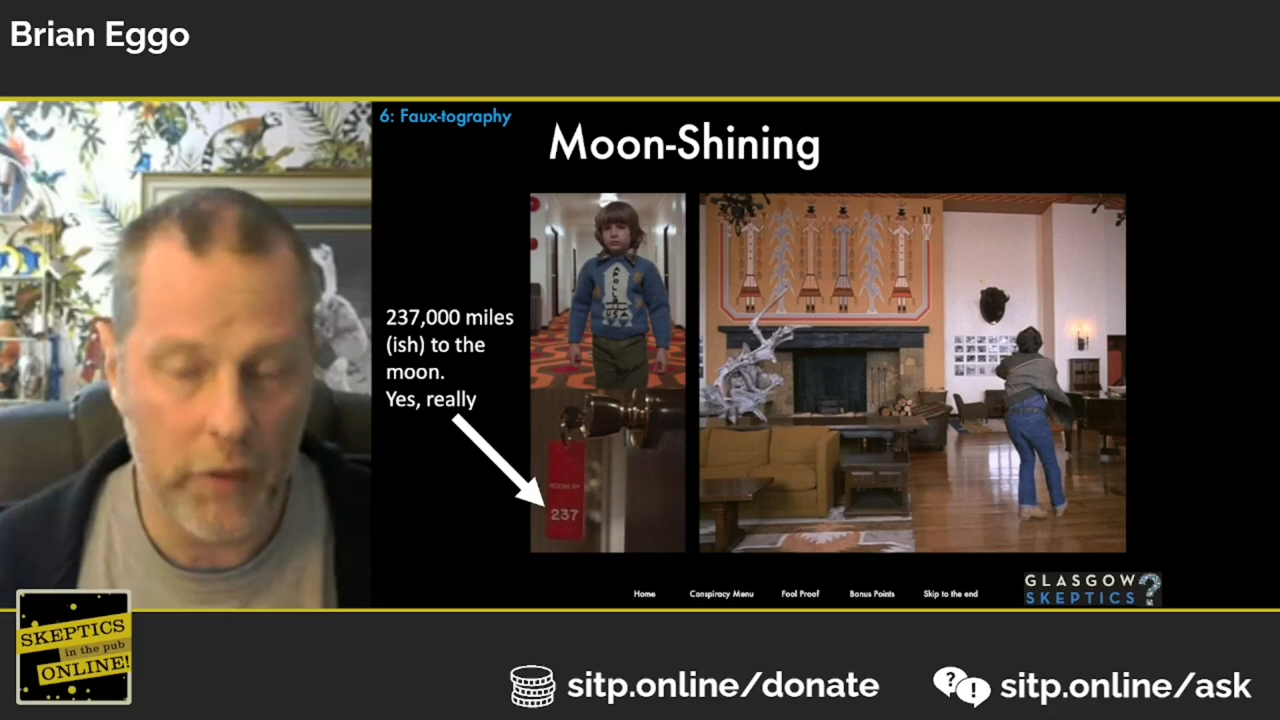 Brian Eggo
6: Faux-tography
Moon-Shining
237,000 miles
(ish) to the
moon.
Yes, really
APOLLO
USA
ROOM Nº
237
Home Conspiracy Menu Fool Proof Bonus Points Skip to the end
GLASGOW
SKEPTICS
?
SKEPTICS
in the pub
ONLINE!
sitp.online/donate
? !
sitp.online/ask